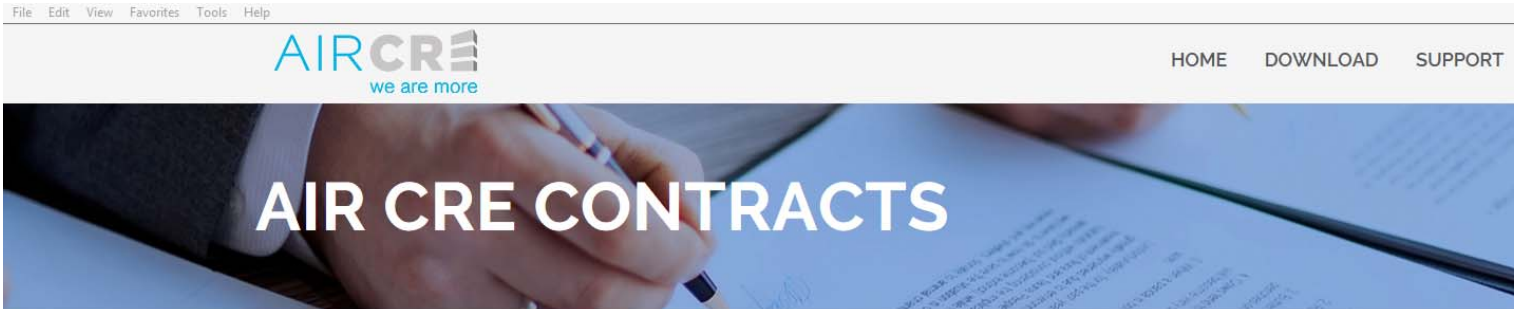 File Edit View Favorites Tools Help
AIRCRE
we are more
HOME DOWNLOAD SUPPORT
AIR CRE CONTRACTS